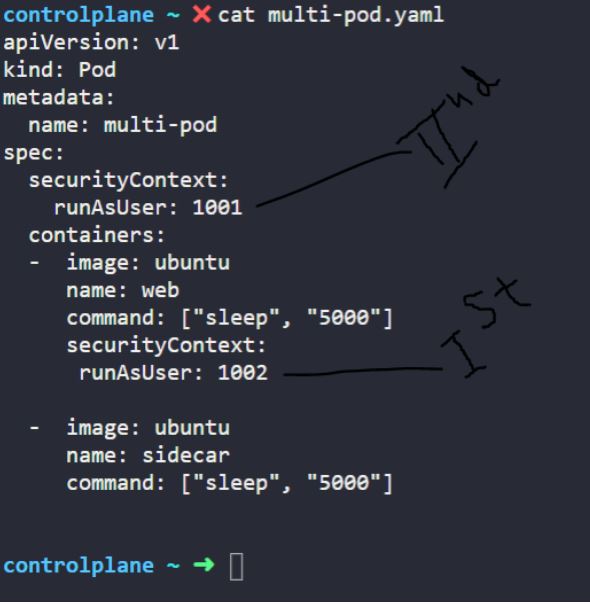 controlplane ~ ✗ cat multi-pod.yaml
apiVersion: v1
kind: Pod
metadata:
  name: multi-pod
spec:
  securityContext:
    runAsUser: 1001
IInd
  containers:
  -  image: ubuntu
     name: web
     command: ["sleep", "5000"]
     securityContext:
      runAsUser: 1002
Ist
  -  image: ubuntu
     name: sidecar
     command: ["sleep", "5000"]
controlplane ~ ➜